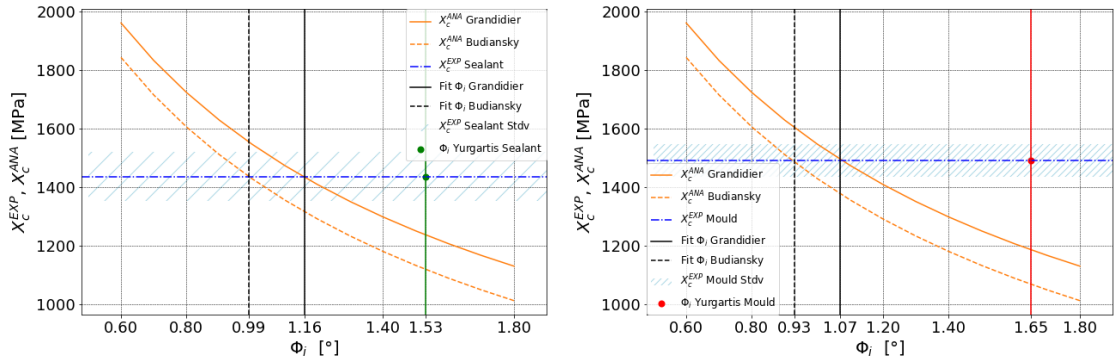 2000
1800
1600
1400
1200
1000
X_c^{EXP}, X_c^{ANA} [MPa]
X_c^{ANA} Grandidier
X_c^{ANA} Budiansky
X_c^{EXP} Sealant
Fit Φ_i Grandidier
Fit Φ_i Budiansky
X_c^{EXP} Sealant Stdv
Φ_i Yurgartis Sealant
0.60 0.80 0.99 1.16 1.40 1.53 1.80
Φ_i [°]
2000
1800
1600
1400
1200
1000
X_c^{EXP}, X_c^{ANA} [MPa]
X_c^{ANA} Grandidier
X_c^{ANA} Budiansky
X_c^{EXP} Mould
Fit Φ_i Grandidier
Fit Φ_i Budiansky
X_c^{EXP} Mould Stdv
Φ_i Yurgartis Mould
0.60 0.80 0.93 1.07 1.20 1.40 1.65 1.80
Φ_i [°]